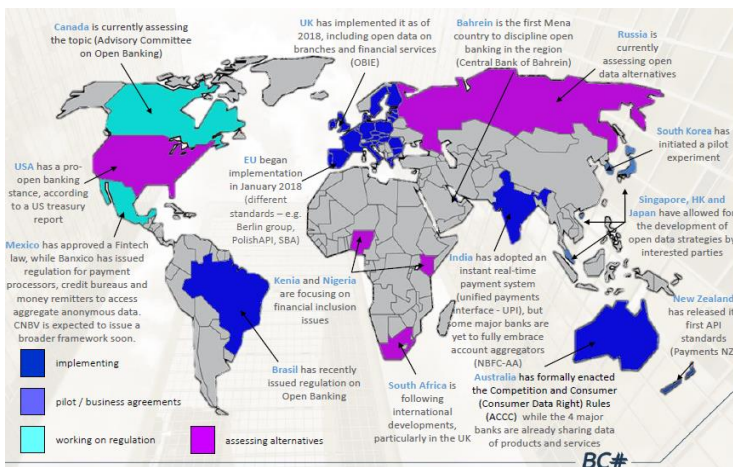 Canada is currently assessing
the topic (Advisory Committee
on Open Banking)
UK has implemented it as of
2018, including open data on
branches and financial services
(OBIE)
Bahrein is the first Mena
country to discipline open
banking in the region
(Central Bank of Bahrein)
Russia is
currently
assessing open
data alternatives
South Korea has
initiated a pilot
experiment
USA has a pro-
open banking
stance, according
to a US treasury
report
EU began
implementation
in January 2018
(different
standards – e.g.
Berlin group,
PolishAPI, SBA)
Singapore, HK and
Japan have allowed for
the development of
open data strategies by
interested parties
Mexico has approved a Fintech
law, while Banxico has issued
regulation for payment
processors, credit bureaus and
money remitters to access
aggregate anonymous data.
CNBV is expected to issue a
broader framework soon.
Kenia and Nigeria
are focusing on
financial inclusion
issues
India has adopted an
instant real-time
payment system
(unified payments
interface - UPI), but
some major banks are
yet to fully embrace
account aggregators
(NBFC-AA)
New Zealand
has released it
first API
standards
(Payments NZ
Brasil has recently
issued regulation on
Open Banking
South Africa is
following
international
developments,
particularly in the UK
Australia has formally enacted
the Competition and Consumer
(Consumer Data Right) Rules
(ACCC) while the 4 major
banks are already sharing data
of products and services
implementing
pilot / business agreements
working on regulation
assessing alternatives
BC#